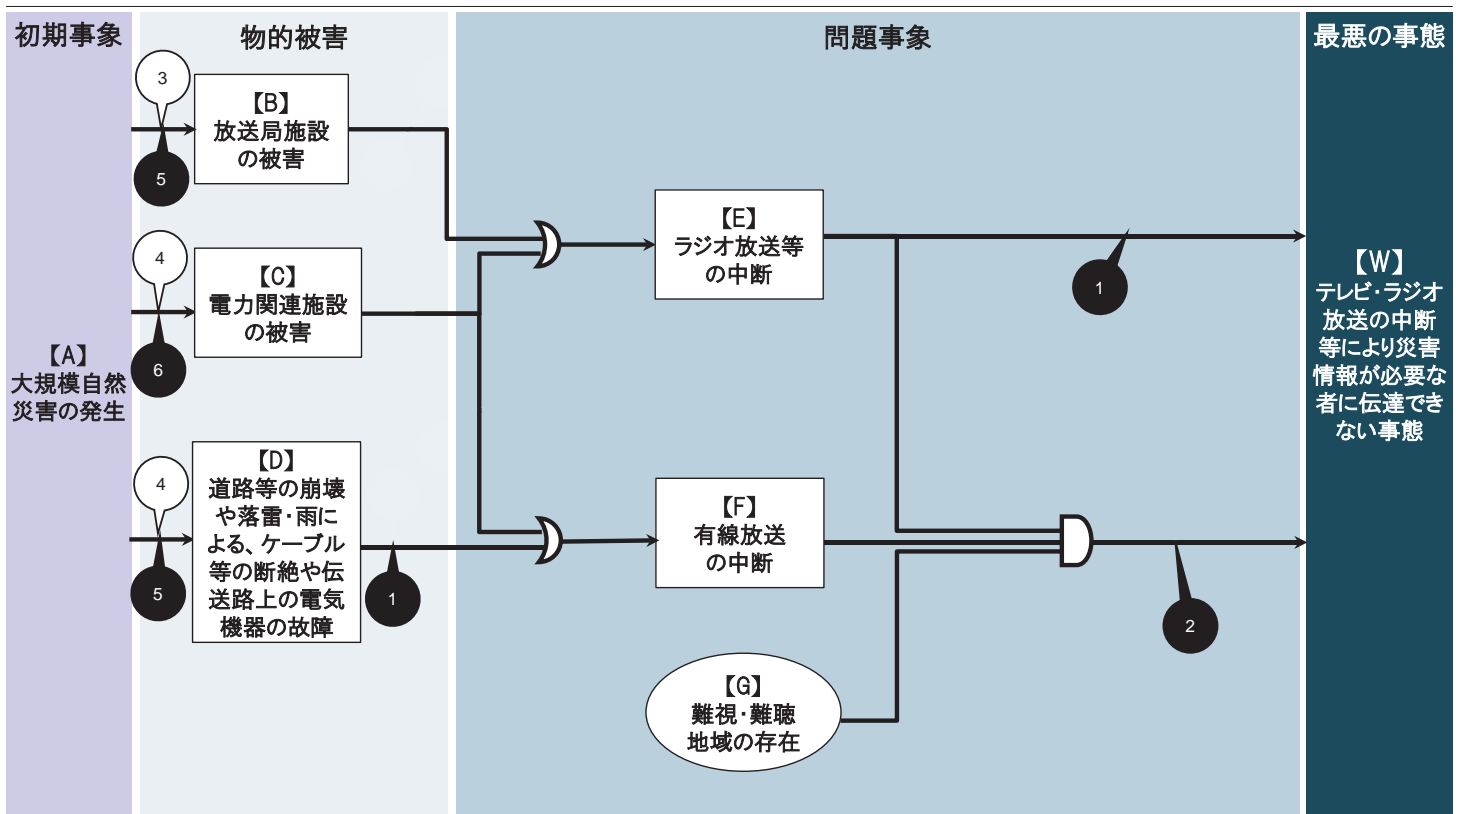 初期事象
物的被害
問題事象
最悪の事態
【A】
大規模自然
災害の発生
3
5
【B】
放送局施設
の被害
4
6
【C】
電力関連施設
の被害
4
5
【D】
道路等の崩壊
や落雷・雨に
よる、ケーブル
等の断絶や伝
送路上の電気
機器の故障
1
【E】
ラジオ放送等
の中断
1
【F】
有線放送
の中断
2
【G】
難視・難聴
地域の存在
【W】
テレビ・ラジオ
放送の中断
等により災害
情報が必要な
者に伝達でき
ない事態